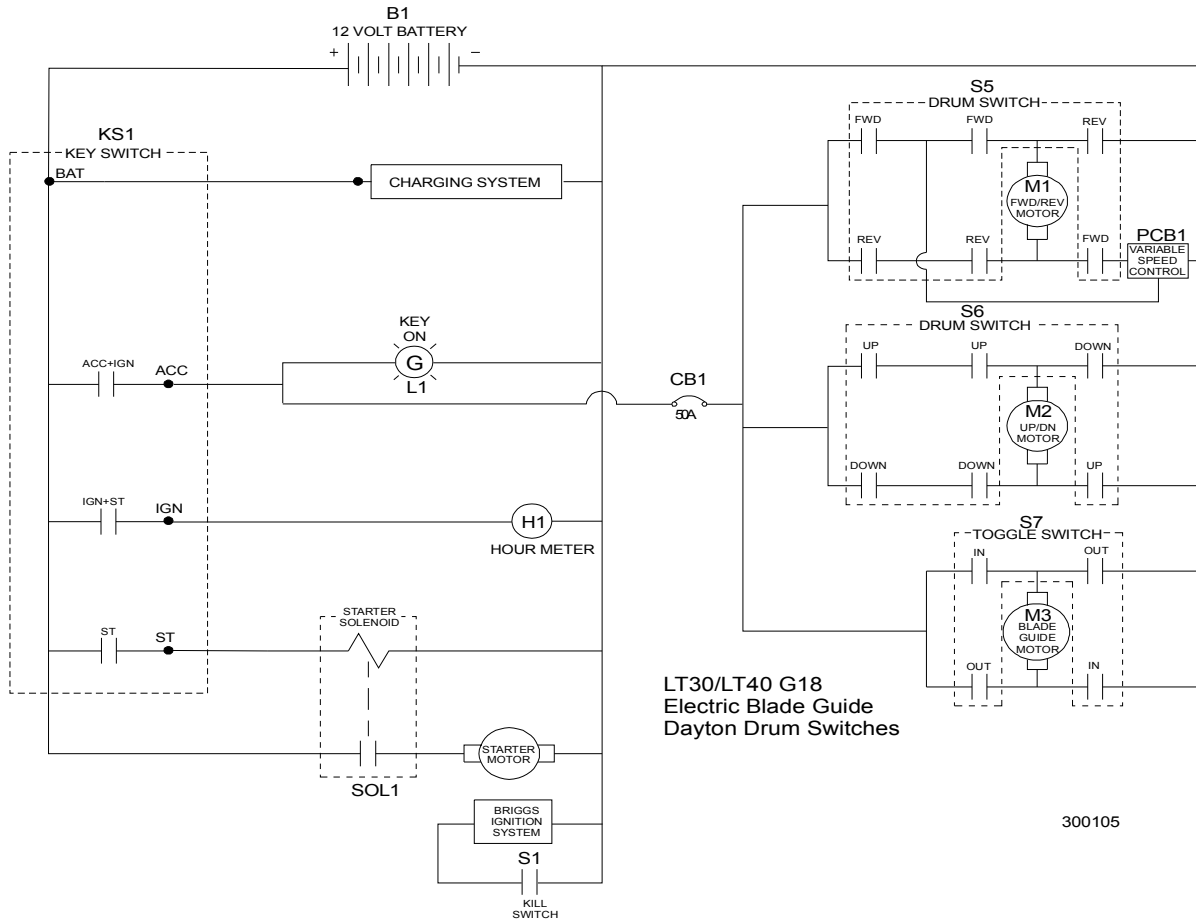 B1
12 VOLT BATTERY
+
−
KS1
KEY SWITCH
BAT
CHARGING SYSTEM
KEY
ON
G
L1
ACC+IGN
ACC
CB1
50A
IGN+ST
IGN
H1
HOUR METER
ST
ST
STARTER
SOLENOID
SOL1
STARTER
MOTOR
BRIGGS
IGNITION
SYSTEM
S1
KILL
SWITCH
S5
DRUM SWITCH
FWD
FWD
REV
M1
FWD/REV
MOTOR
REV
REV
FWD
PCB1
VARIABLE
SPEED
CONTROL
S6
DRUM SWITCH
UP
UP
DOWN
M2
UP/DN
MOTOR
DOWN
DOWN
UP
S7
TOGGLE SWITCH
IN
OUT
M3
BLADE
GUIDE
MOTOR
OUT
IN
LT30/LT40 G18
Electric Blade Guide
Dayton Drum Switches
300105